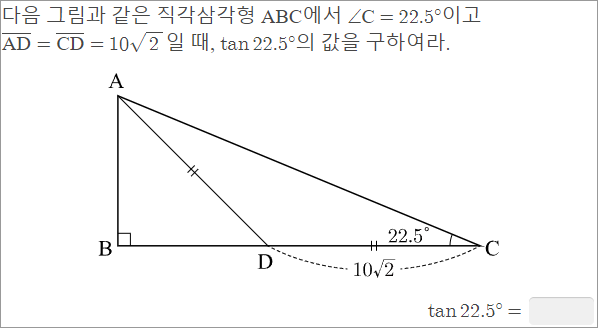 다음 그림과 같은 직각삼각형 ABC에서 ∠C = 22.5°이고
A̅D̅ = C̅D̅ = 10√2 일 때, tan 22.5°의 값을 구하여라.
A
22.5°
B
C
D
10√2
tan 22.5° =